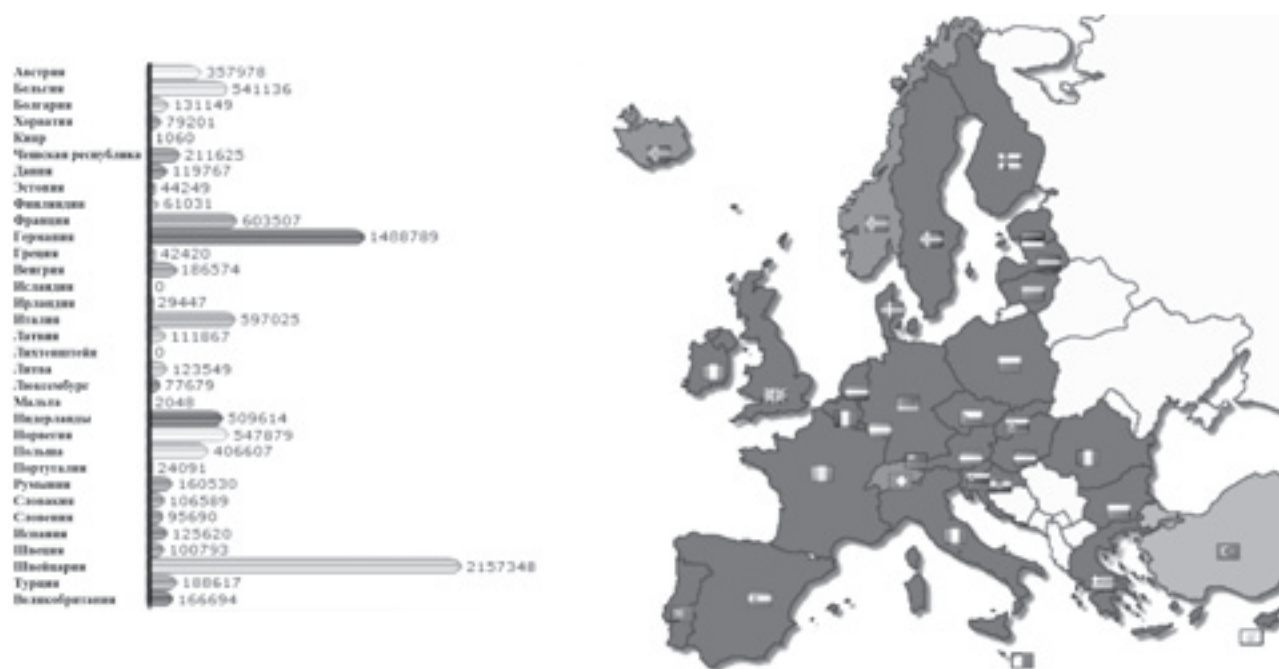 Австрия 357978
Бельгия 541136
Болгария 131149
Хорватия 79201
Кипр 1060
Чешская республика 211625
Дания 119767
Эстония 44249
Финляндия 61031
Франция 603507
Германия 1488789
Греция 42420
Венгрия 186574
Исландия 0
Ирландия 29447
Италия 597025
Латвия 111867
Лихтенштейн 0
Литва 123549
Люксембург 77679
Мальта 2048
Нидерланды 509614
Норвегия 547879
Польша 406607
Португалия 24091
Румыния 160530
Словакия 106589
Словения 95690
Испания 125620
Швеция 100793
Швейцария 2157348
Турция 188617
Великобритания 166694